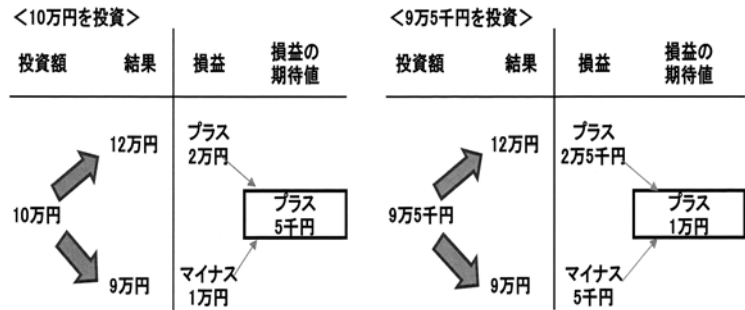 <10万円を投資>
投資額 結果 損益 損益の
期待値
12万円
プラス
2万円
10万円
プラス
5千円
9万円
マイナス
1万円
<9万5千円を投資>
投資額 結果 損益 損益の
期待値
12万円
プラス
2万5千円
9万5千円
プラス
1万円
9万円
マイナス
5千円